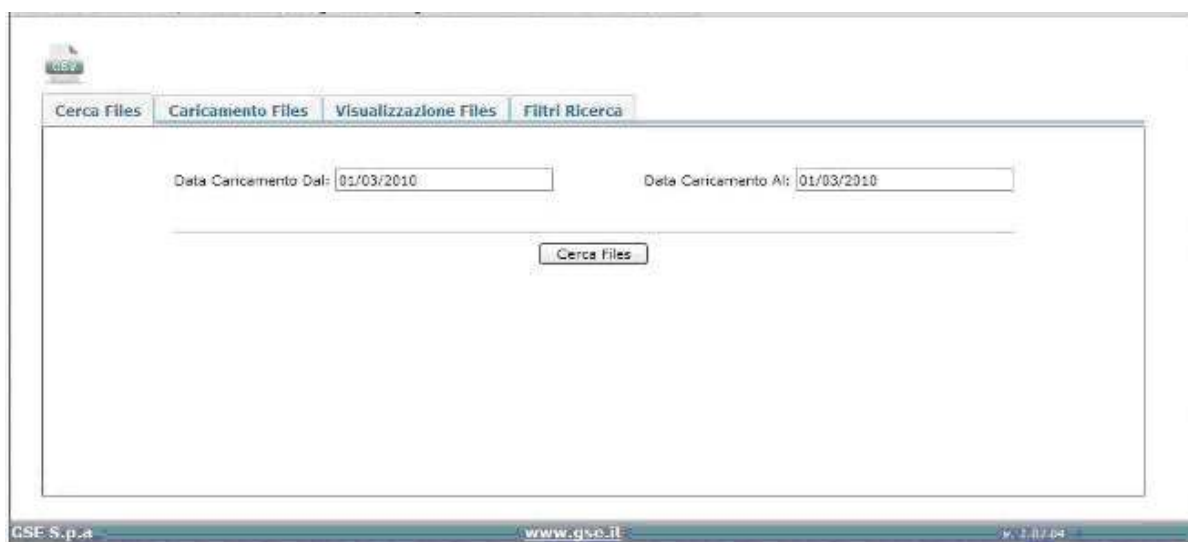 CSV
Cerca Files Caricamento Files Visualizzazione Files Filtri Ricerca
Data Caricamento Dal: 01/03/2010 Data Caricamento Al: 01/03/2010
Cerca Files
GSE S.p.a www.gse.it